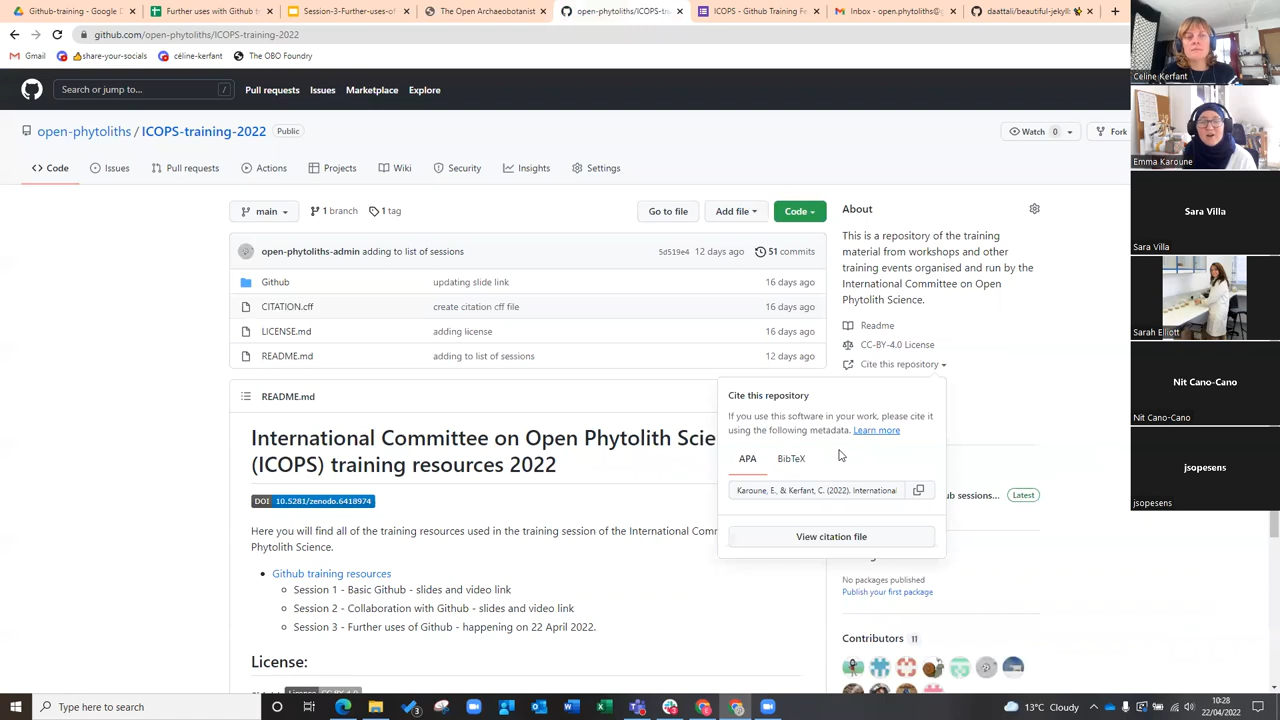 Github-training - Google D
Further uses with Github t
Session-3-Further-uses-of
The Open Archaeobotanist
open-phytoliths/ICOPS-tra
ICOPS - Github Training Fe
Inbox - open.phytoliths@g
daattali/beautiful-jekyll:
github.com/open-phytoliths/ICOPS-training-2022
Gmail
share-your-socials
céline-kerfant
The OBO Foundry
Search or jump to...
/
Pull requests
Issues
Marketplace
Explore
open-phytoliths / ICOPS-training-2022
Public
Watch 0
Fork
Code
Issues
Pull requests
Actions
Projects
Wiki
Security
Insights
Settings
main
1 branch
1 tag
Go to file
Add file
Code
open-phytoliths-admin adding to list of sessions
5d519e4 12 days ago
51 commits
Github
updating slide link
16 days ago
CITATION.cff
create citation cff file
16 days ago
LICENSE.md
adding license
16 days ago
README.md
adding to list of sessions
12 days ago
README.md
International Committee on Open Phytolith Scie
(ICOPS) training resources 2022
DOI 10.5281/zenodo.6418974
Here you will find all of the training resources used in the training session of the International Com
Phytolith Science.
Github training resources
Session 1 - Basic Github - slides and video link
Session 2 - Collaboration with Github - slides and video link
Session 3 - Further uses of Github - happening on 22 April 2022.
License:
About
This is a repository of the training
material from workshops and other
training events organised and run by the
International Committee on Open
Phytolith Science.
Readme
CC-BY-4.0 License
Cite this repository
Cite this repository
If you use this software in your work, please cite it
using the following metadata. Learn more
APA
BibTeX
Karoune, E., & Kerfant, C. (2022). International
View citation file
ub sessions...
Latest
No packages published
Publish your first package
Contributors 11
Céline Kerfant
Emma Karoune
Sara Villa
Sara Villa
Sarah Elliott
Nit Cano-Cano
Nit Cano-Cano
jsopesens
jsopesens
Type here to search
3
13°C Cloudy
10:28
22/04/2022